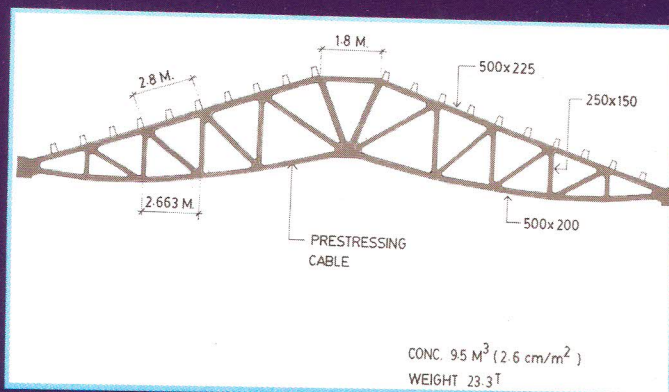 1·8 M.
500x225
2.8 M.
250x150
2·663 M.
500x200
PRESTRESSING
CABLE
CONC. 9·5 M³ (2·6 cm/m²)
WEIGHT 23.3ᵀ